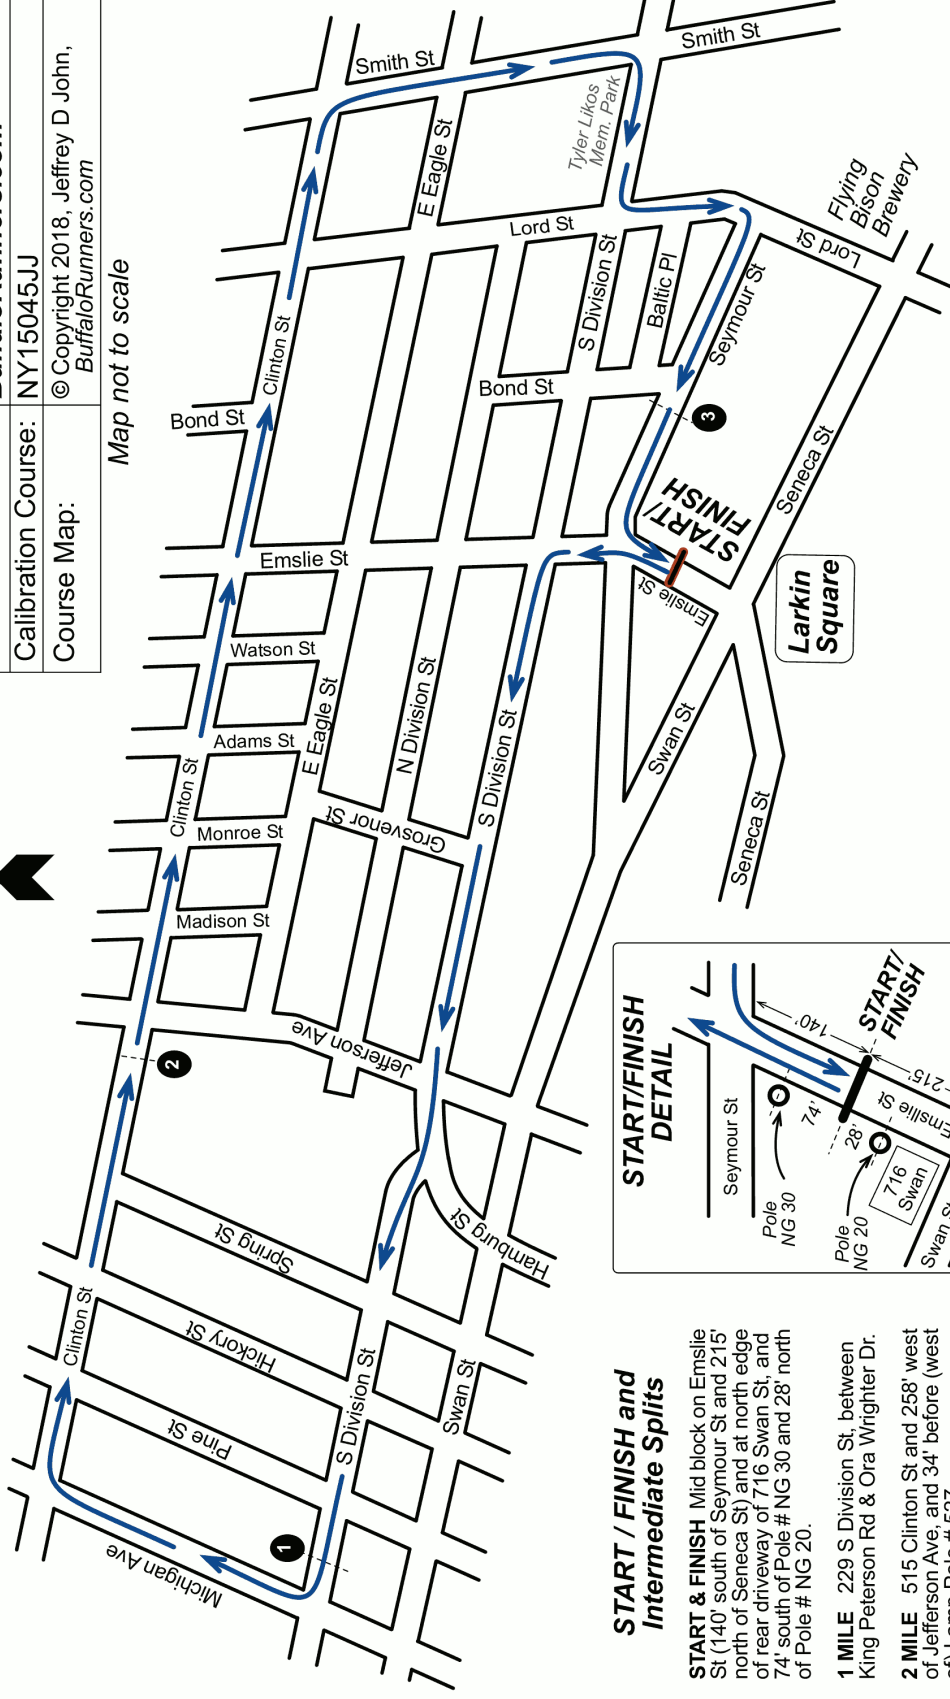 Calibration Course:
NY15045JJ
Course Map:
© Copyright 2018, Jeffrey D John,
BuffaloRunners.com
Map not to scale
Smith St
Smith St
Tyler Likos
Mem. Park
E Eagle St
Lord St
S Division St
Baltic Pl
Flying
Bison
Brewery
Lord St
Seymour St
Clinton St
Bond St
Bond St
3
START/
FINISH
Seneca St
Emslie St
Emslie St
Larkin
Square
Watson St
Adams St
E Eagle St
N Division St
S Division St
Swan St
Seneca St
Clinton St
Monroe St
Grosvenor St
Madison St
Jefferson Ave
2
Spring St
Hamburg St
Clinton St
Hickory St
S Division St
Swan St
Pine St
1
Michigan Ave
START/FINISH
DETAIL
START/
FINISH
140'
215'
Seymour St
74'
28'
Emslie St
Pole
NG 30
Pole
NG 20
716
Swan
Swan St
START / FINISH and
Intermediate Splits
START & FINISH Mid block on Emslie
St (140' south of Seymour St and 215'
north of Seneca St) and at north edge
of rear driveway of 716 Swan St, and
74' south of Pole # NG 30 and 28' north
of Pole # NG 20.
1 MILE 229 S Division St, between
King Peterson Rd & Ora Wrighter Dr.
2 MILE 515 Clinton St and 258' west
of Jefferson Ave, and 34' before (west